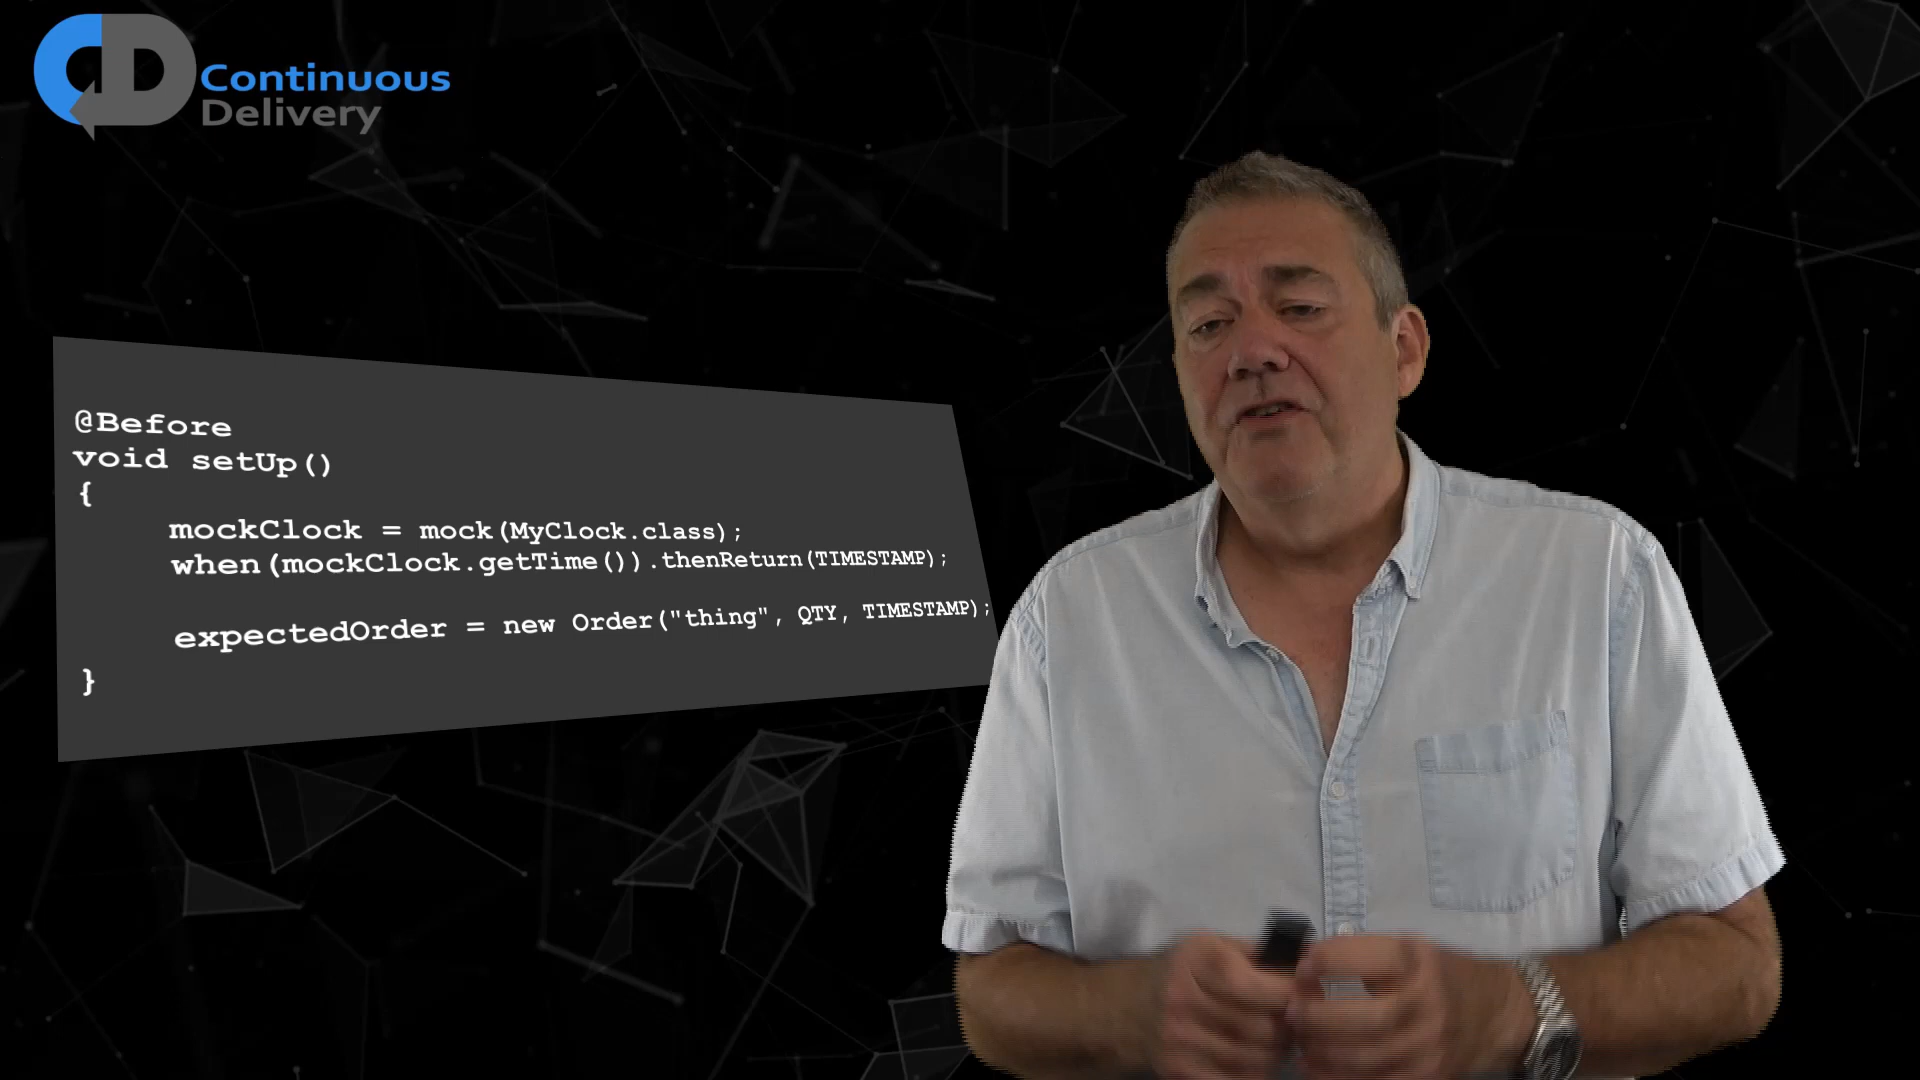 Continuous
Delivery
@Before
void setUp()
{
mockClock = mock(MyClock.class);
when(mockClock.getTime()).thenReturn(TIMESTAMP);
expectedOrder = new Order("thing", QTY, TIMESTAMP);
}